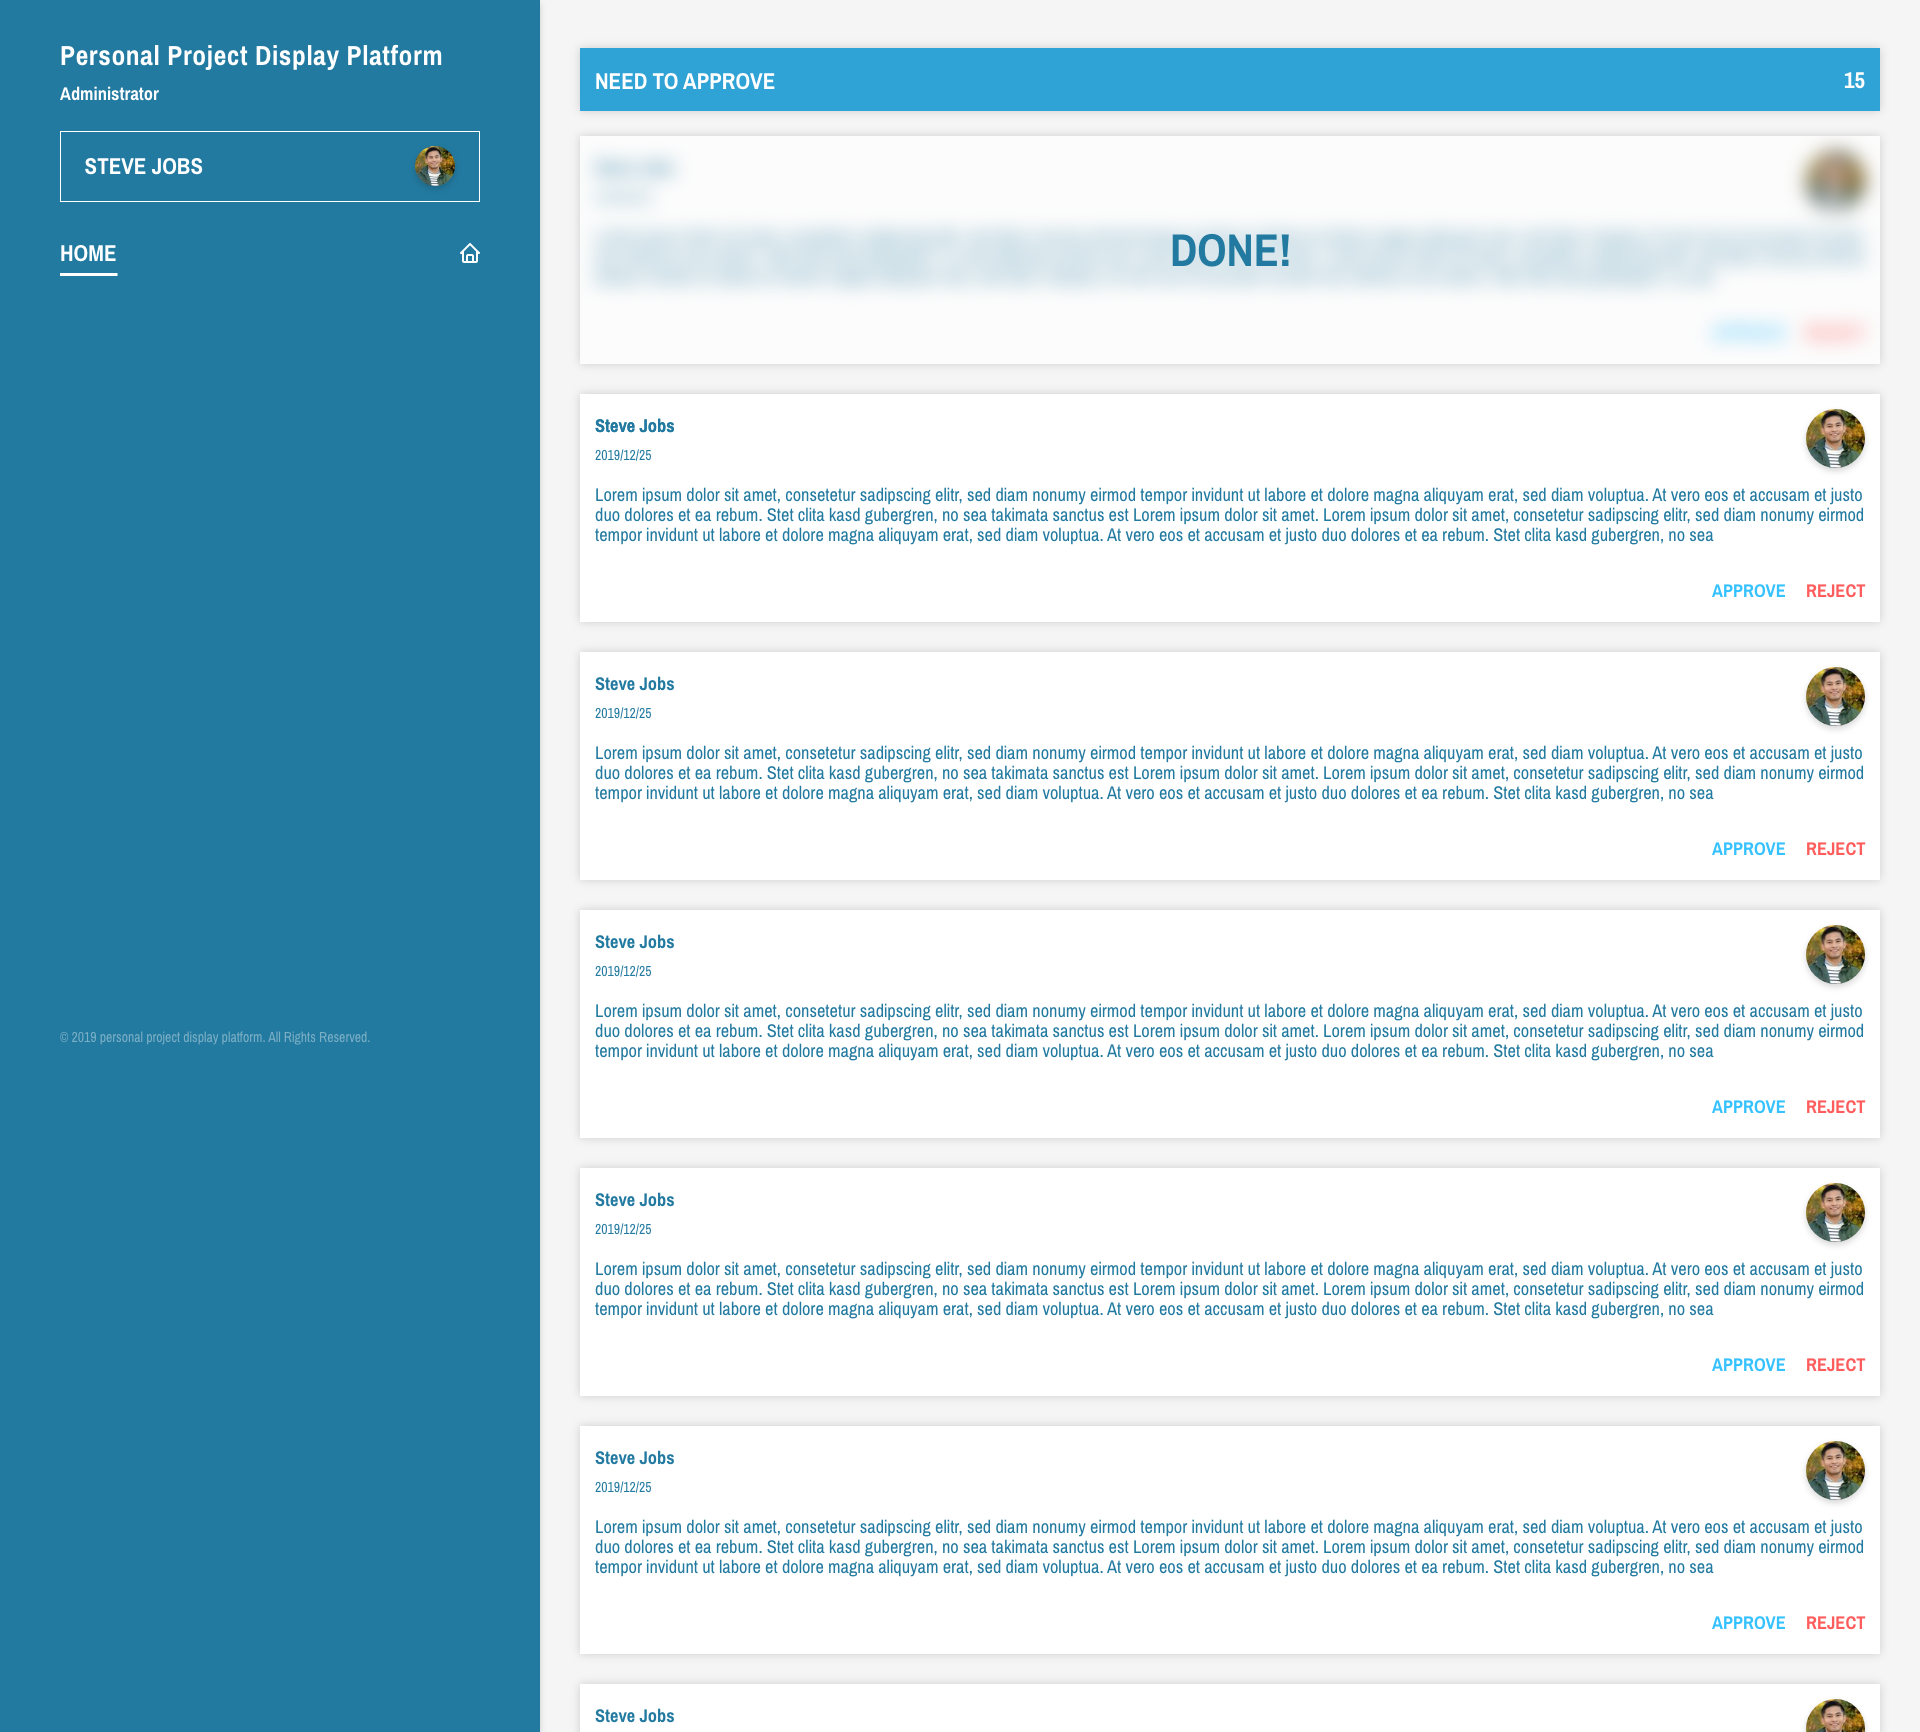 Personal Project Display Platform
Administrator
STEVE JOBS
HOME
© 2019 personal project display platform. All Rights Reserved.
NEED TO APPROVE
15
DONE!
Steve Jobs
2019/12/25
Lorem ipsum dolor sit amet, consetetur sadipscing elitr, sed diam nonumy eirmod tempor invidunt ut labore et dolore magna aliquyam erat, sed diam voluptua. At vero eos et accusam et justo
duo dolores et ea rebum. Stet clita kasd gubergren, no sea takimata sanctus est Lorem ipsum dolor sit amet. Lorem ipsum dolor sit amet, consetetur sadipscing elitr, sed diam nonumy eirmod
tempor invidunt ut labore et dolore magna aliquyam erat, sed diam voluptua. At vero eos et accusam et justo duo dolores et ea rebum. Stet clita kasd gubergren, no sea
APPROVE REJECT
Steve Jobs
2019/12/25
Lorem ipsum dolor sit amet, consetetur sadipscing elitr, sed diam nonumy eirmod tempor invidunt ut labore et dolore magna aliquyam erat, sed diam voluptua. At vero eos et accusam et justo
duo dolores et ea rebum. Stet clita kasd gubergren, no sea takimata sanctus est Lorem ipsum dolor sit amet. Lorem ipsum dolor sit amet, consetetur sadipscing elitr, sed diam nonumy eirmod
tempor invidunt ut labore et dolore magna aliquyam erat, sed diam voluptua. At vero eos et accusam et justo duo dolores et ea rebum. Stet clita kasd gubergren, no sea
APPROVE REJECT
Steve Jobs
2019/12/25
Lorem ipsum dolor sit amet, consetetur sadipscing elitr, sed diam nonumy eirmod tempor invidunt ut labore et dolore magna aliquyam erat, sed diam voluptua. At vero eos et accusam et justo
duo dolores et ea rebum. Stet clita kasd gubergren, no sea takimata sanctus est Lorem ipsum dolor sit amet. Lorem ipsum dolor sit amet, consetetur sadipscing elitr, sed diam nonumy eirmod
tempor invidunt ut labore et dolore magna aliquyam erat, sed diam voluptua. At vero eos et accusam et justo duo dolores et ea rebum. Stet clita kasd gubergren, no sea
APPROVE REJECT
Steve Jobs
2019/12/25
Lorem ipsum dolor sit amet, consetetur sadipscing elitr, sed diam nonumy eirmod tempor invidunt ut labore et dolore magna aliquyam erat, sed diam voluptua. At vero eos et accusam et justo
duo dolores et ea rebum. Stet clita kasd gubergren, no sea takimata sanctus est Lorem ipsum dolor sit amet. Lorem ipsum dolor sit amet, consetetur sadipscing elitr, sed diam nonumy eirmod
tempor invidunt ut labore et dolore magna aliquyam erat, sed diam voluptua. At vero eos et accusam et justo duo dolores et ea rebum. Stet clita kasd gubergren, no sea
APPROVE REJECT
Steve Jobs
2019/12/25
Lorem ipsum dolor sit amet, consetetur sadipscing elitr, sed diam nonumy eirmod tempor invidunt ut labore et dolore magna aliquyam erat, sed diam voluptua. At vero eos et accusam et justo
duo dolores et ea rebum. Stet clita kasd gubergren, no sea takimata sanctus est Lorem ipsum dolor sit amet. Lorem ipsum dolor sit amet, consetetur sadipscing elitr, sed diam nonumy eirmod
tempor invidunt ut labore et dolore magna aliquyam erat, sed diam voluptua. At vero eos et accusam et justo duo dolores et ea rebum. Stet clita kasd gubergren, no sea
APPROVE REJECT
Steve Jobs